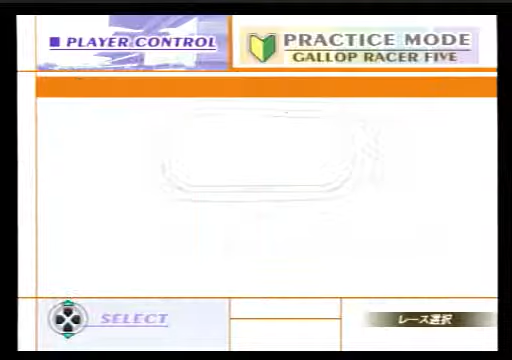 PLAYER CONTROL
PRACTICE MODE
GALLOP RACER FIVE
SELECT
レース選択